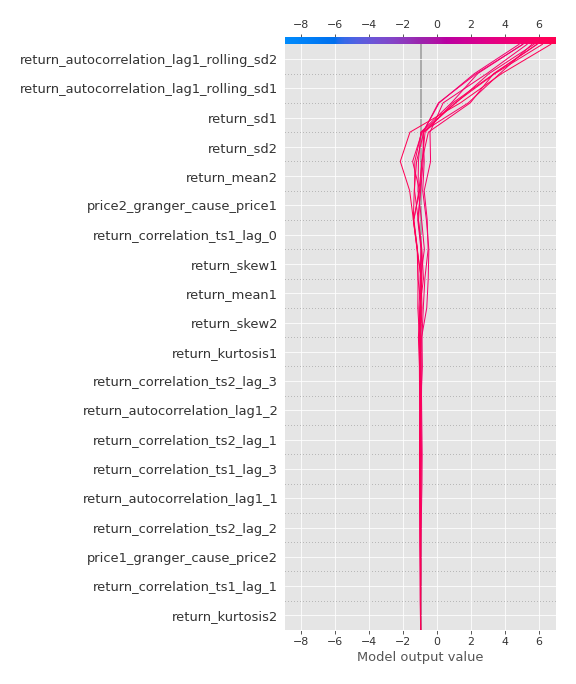 −8 −6 −4 −2 0 2 4 6
return_autocorrelation_lag1_rolling_sd2
return_autocorrelation_lag1_rolling_sd1
return_sd1
return_sd2
return_mean2
price2_granger_cause_price1
return_correlation_ts1_lag_0
return_skew1
return_mean1
return_skew2
return_kurtosis1
return_correlation_ts2_lag_3
return_autocorrelation_lag1_2
return_correlation_ts2_lag_1
return_correlation_ts1_lag_3
return_autocorrelation_lag1_1
return_correlation_ts2_lag_2
price1_granger_cause_price2
return_correlation_ts1_lag_1
return_kurtosis2
−8 −6 −4 −2 0 2 4 6
Model output value